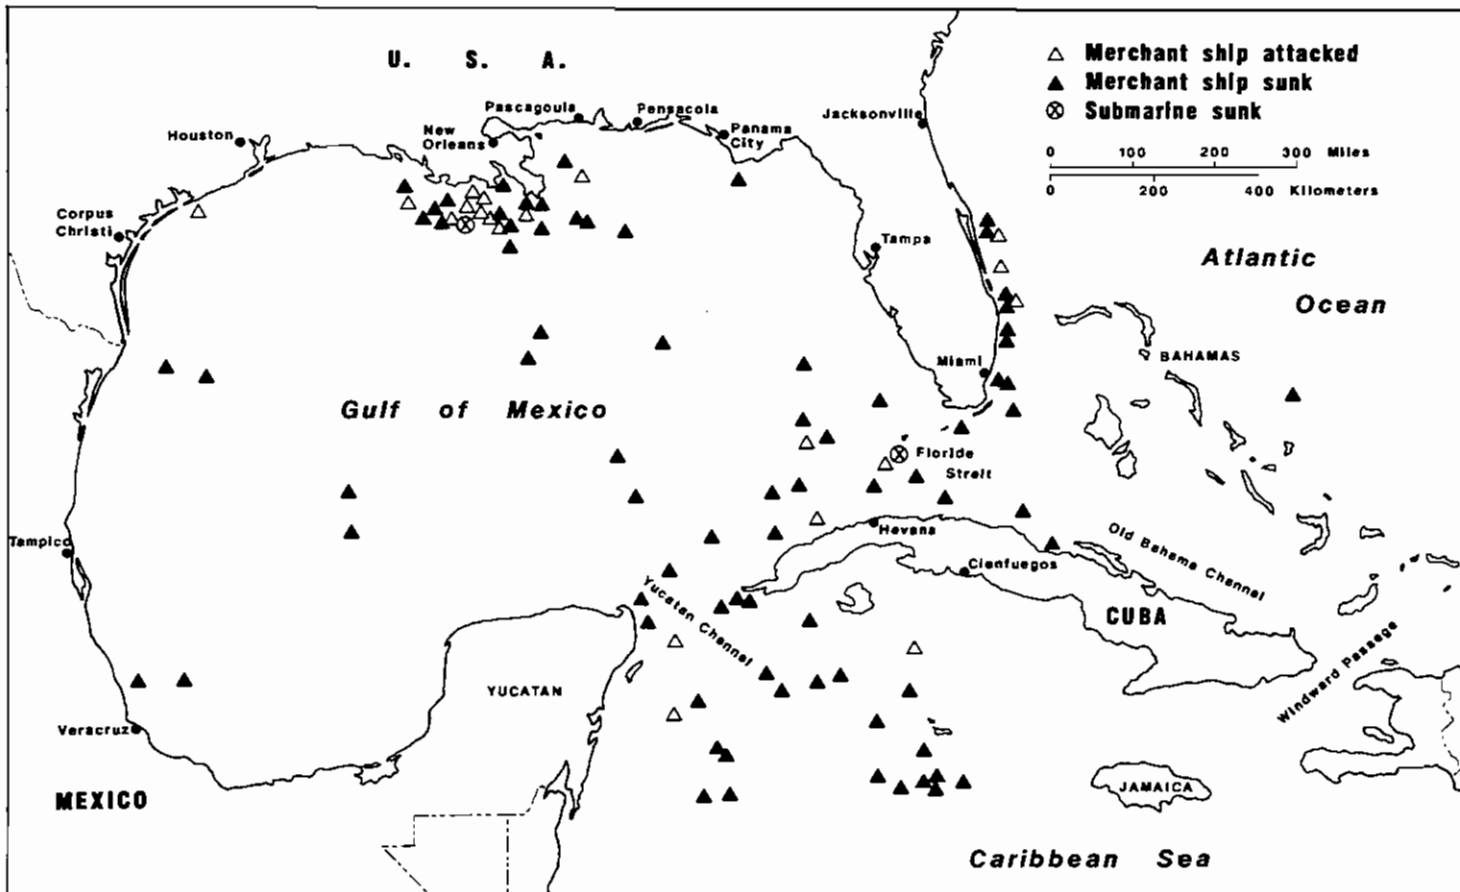 U. S. A.
Merchant ship attacked
Merchant ship sunk
Submarine sunk
0 100 200 300 Miles
0 200 400 Kilometers
Pascagoula
Pensacola
Jacksonville
Houston
New
Orleans
Panama
City
Corpus
Christi
Tampa
Atlantic
Ocean
Miami
BAHAMAS
Gulf of Mexico
Floride
Streit
Tampico
Hevana
Old Bahama Channel
Cienfuegos
Yucatan Channel
CUBA
Windward Passege
YUCATAN
Veracruz
MEXICO
JAMAICA
Caribbean Sea